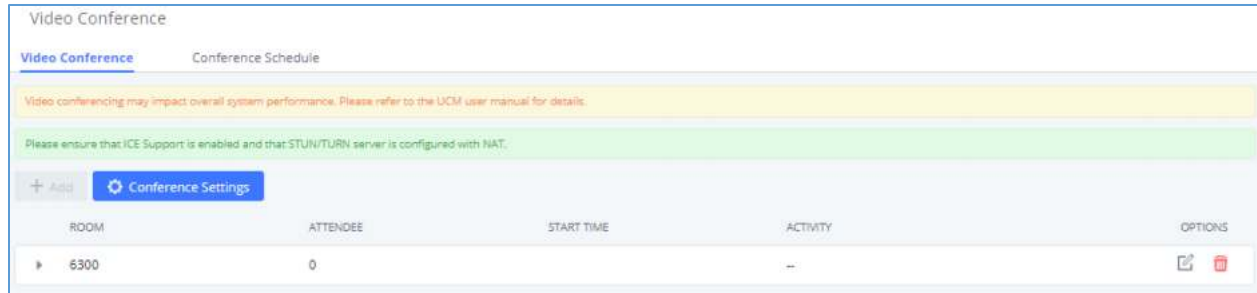 Video Conference
Video Conference Conference Schedule
Video conferencing may impact overall system performance. Please refer to the UCM user manual for details.
Please ensure that ICE Support is enabled and that STUN/TURN server is configured with NAT.
+ Add Conference Settings
ROOM ATTENDEE START TIME ACTIVITY OPTIONS
6300 0 --